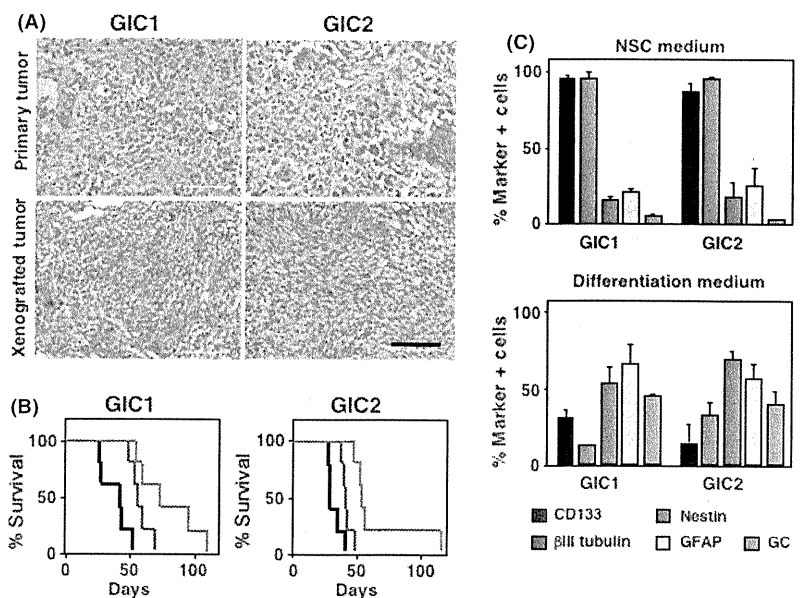 (A)
GIC1
GIC2
Primary tumor
Xenografted tumor
(B)
GIC1
GIC2
% Survival
100
50
0
0
50
100
Days
% Survival
100
50
0
0
50
100
Days
(C)
NSC medium
% Marker + cells
100
50
0
GIC1
GIC2
Differentiation medium
% Marker + cells
100
50
0
GIC1
GIC2
CD133
Nestin
βIII tubulin
GFAP
GC